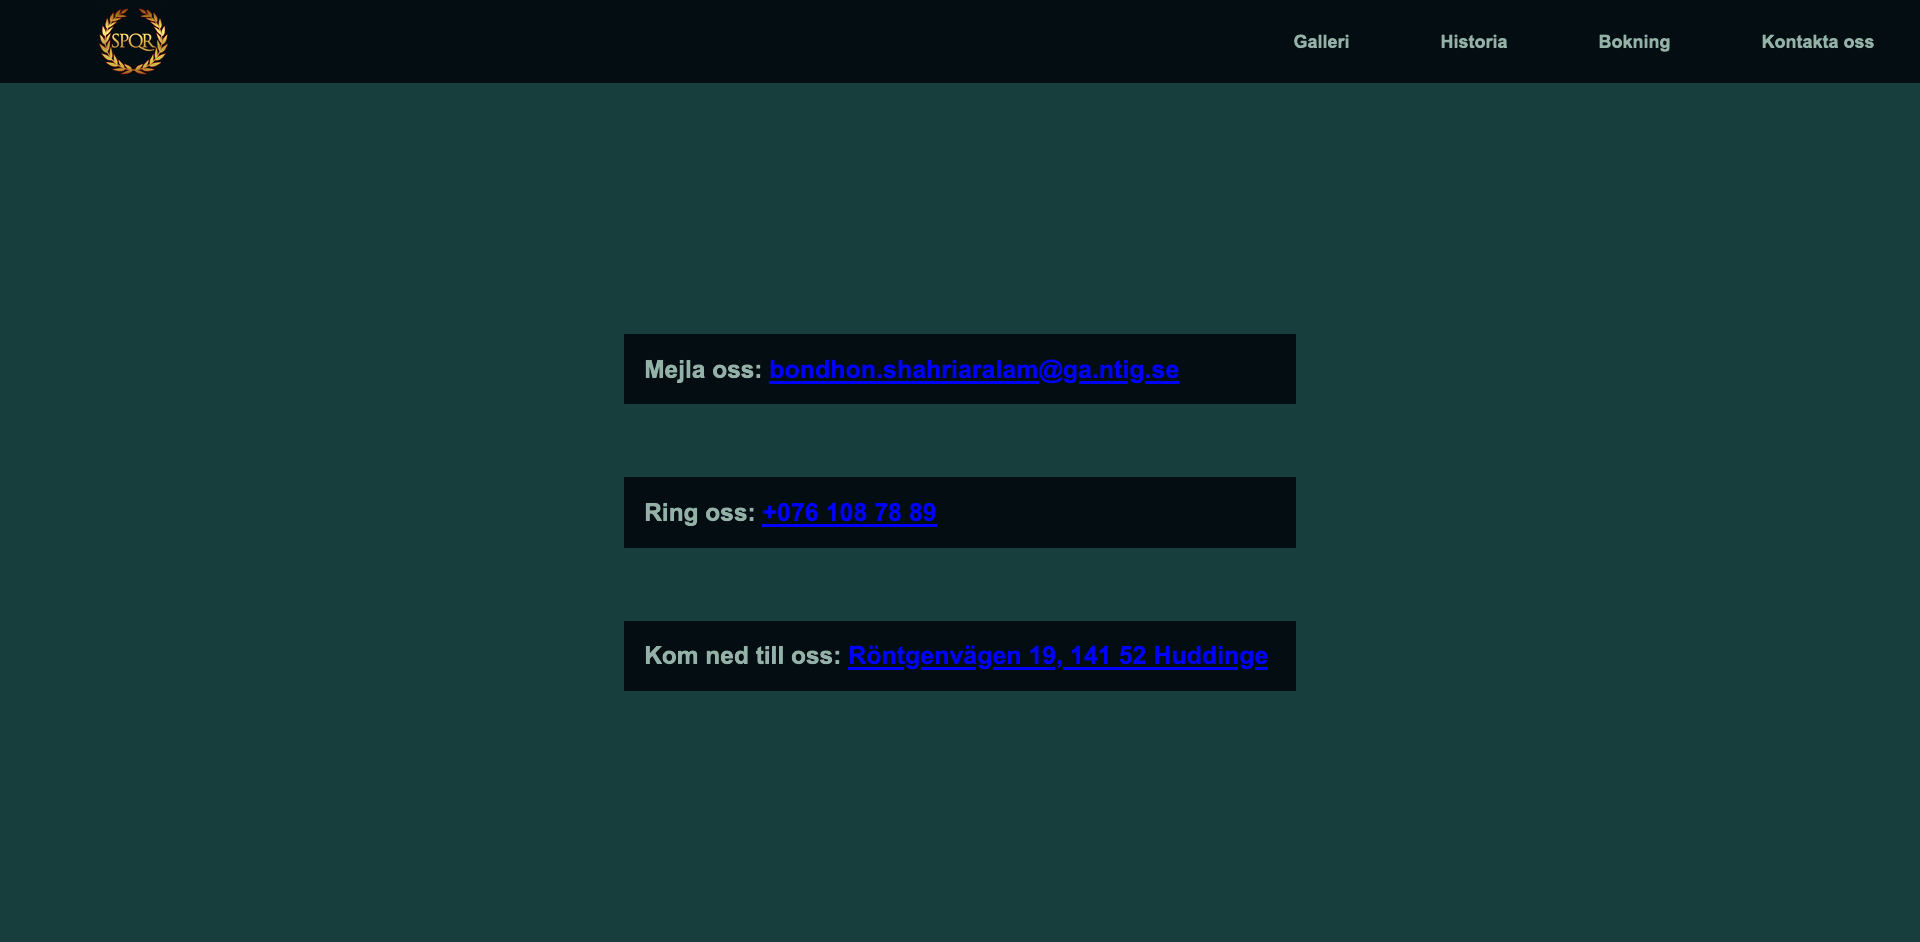 SPQR
Galleri Historia Bokning Kontakta oss
Mejla oss: bondhon.shahriaralam@ga.ntig.se
Ring oss: +076 108 78 89
Kom ned till oss: Röntgenvägen 19, 141 52 Huddinge